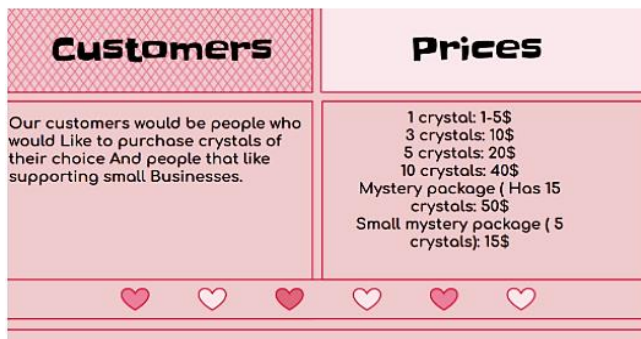 Customers
Our customers would be people who
would Like to purchase crystals of
their choice And people that like
supporting small Businesses.
Prices
1 crystal: 1-5$
3 crystals: 10$
5 crystals: 20$
10 crystals: 40$
Mystery package ( Has 15
crystals: 50$
Small mystery package ( 5
crystals): 15$